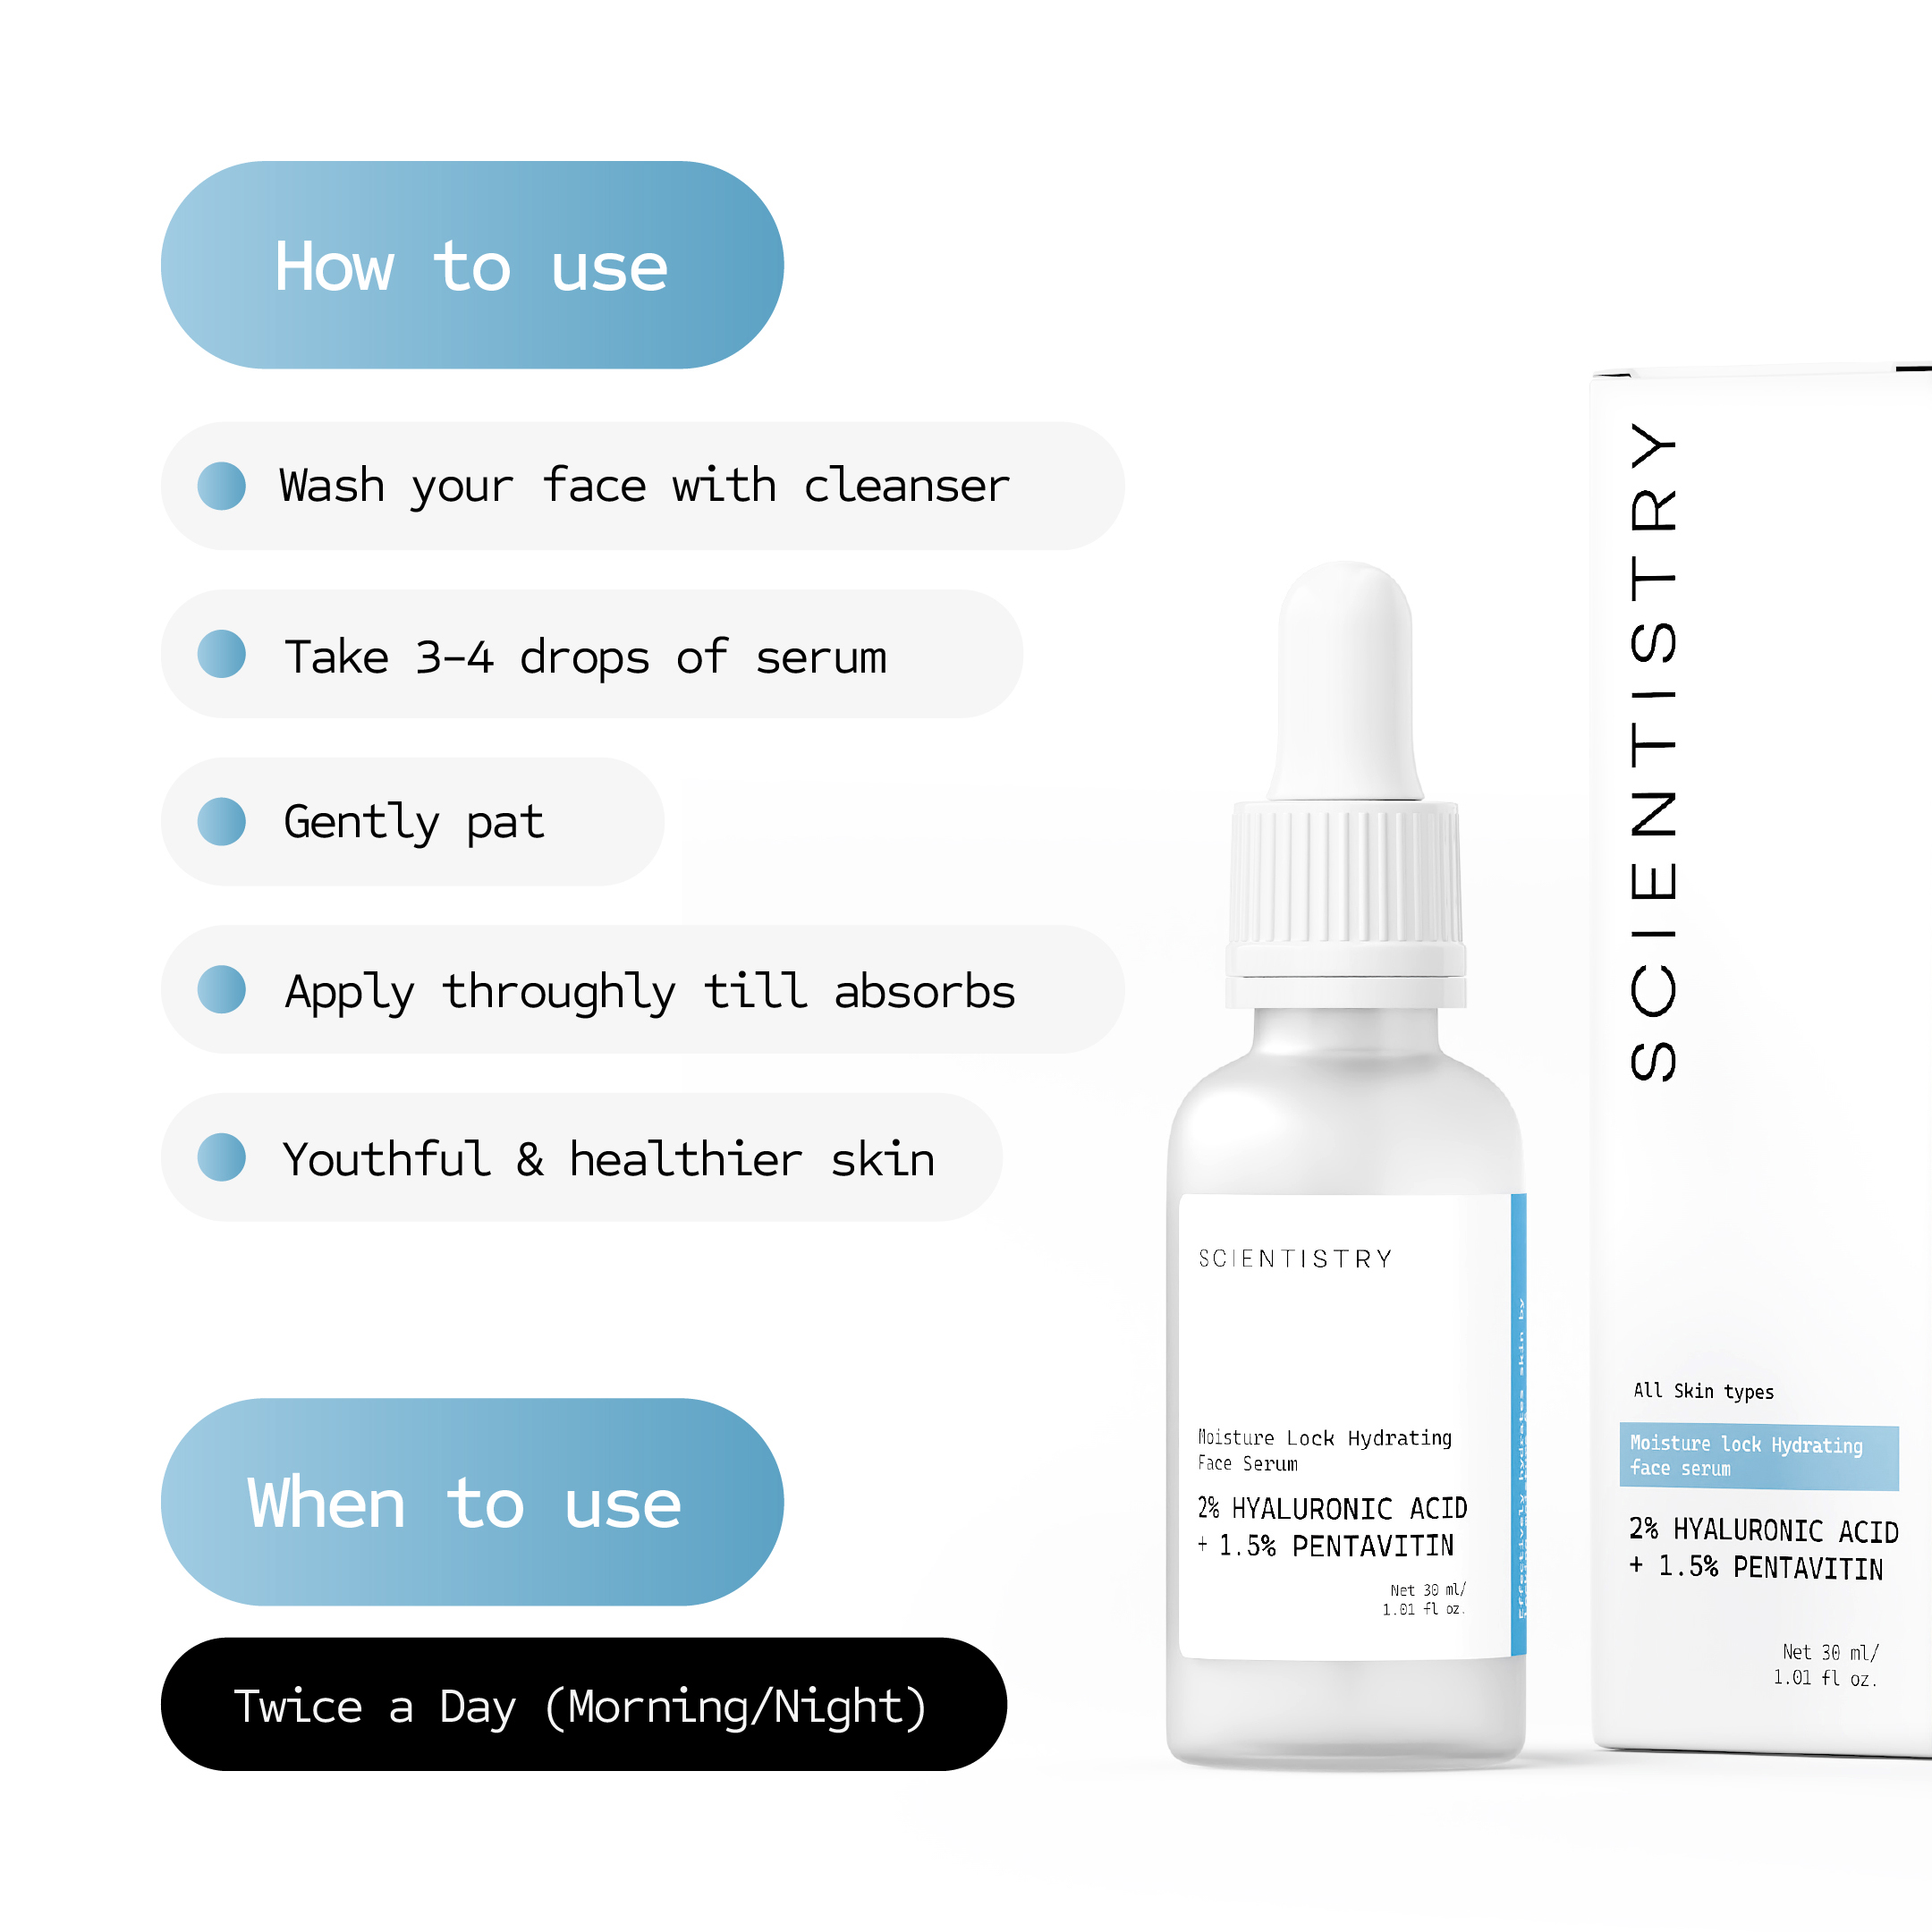 How to use
Wash your face with cleanser
Take 3-4 drops of serum
Gently pat
Apply throughly till absorbs
Youthful & healthier skin
When to use
Twice a Day (Morning/Night)
SCIENTISTRY
Moisture Lock Hydrating
Face Serum
2% HYALURONIC ACID
+ 1.5% PENTAVITIN
Net 30 ml/
1.01 fl oz.
Effectively hydrates skin by
SCIENTISTRY
All Skin types
Moisture lock Hydrating
face serum
2% HYALURONIC ACID
+ 1.5% PENTAVITIN
Net 30 ml/
1.01 fl oz.